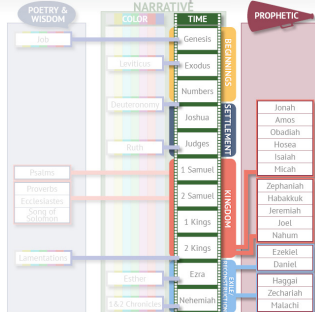 NARRATIVE
POETRY &
WISDOM
COLOR
TIME
PROPHETIC
Job
Leviticus
Deuteronomy
Ruth
Psalms
Proverbs
Ecclesiastes
Song of
Solomon
Lamentations
Esther
1&2 Chronicles
Genesis
Exodus
Numbers
Joshua
Judges
1 Samuel
2 Samuel
1 Kings
2 Kings
Ezra
Nehemiah
BEGINNINGS
SETTLEMENT
KINGDOM
EXILE/
Jonah
Amos
Obadiah
Hosea
Isaiah
Micah
Zephaniah
Habakkuk
Jeremiah
Joel
Nahum
Ezekiel
Daniel
Haggai
Zechariah
Malachi